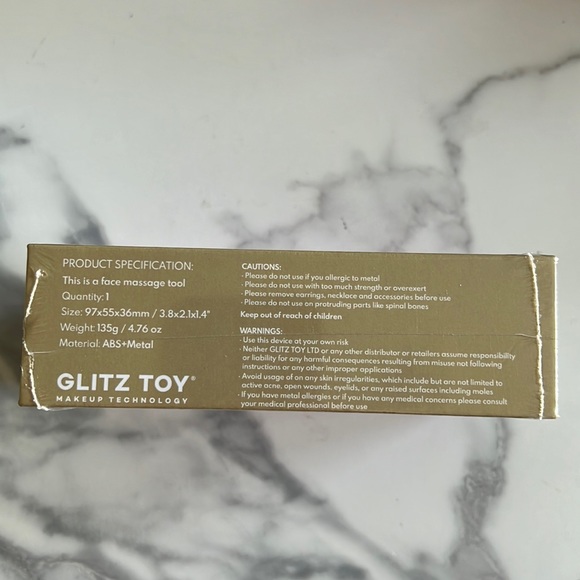 PRODUCT SPECIFICATION:
This is a face massage tool
Quantity: 1
Size: 97x55x36mm / 3.8x2.1x1.4"
Weight: 135g / 4.76 oz
Material: ABS+Metal
GLITZ TOY®
MAKEUP TECHNOLOGY
CAUTIONS:
- Please do not use if you allergic to metal
- Please do not use with too much strength or overexert
- Please remove earrings, necklace and accessories before use
- Please do not use on protruding parts like spinal bones
Keep out of reach of children
WARNINGS:
- Use this device at your own risk
- Neither GLITZ TOY LTD or any other distributor or retailers assume responsibility
or liability for any harmful consequences resulting from misuse not following
instructions or any other improper applications
- Avoid usage of on any skin irregularities, which include but are not limited to
active acne, open wounds, eyelids, or any raised surfaces including moles
- If you have metal allergies or if you have any medical concerns please consult
your medical professional before use